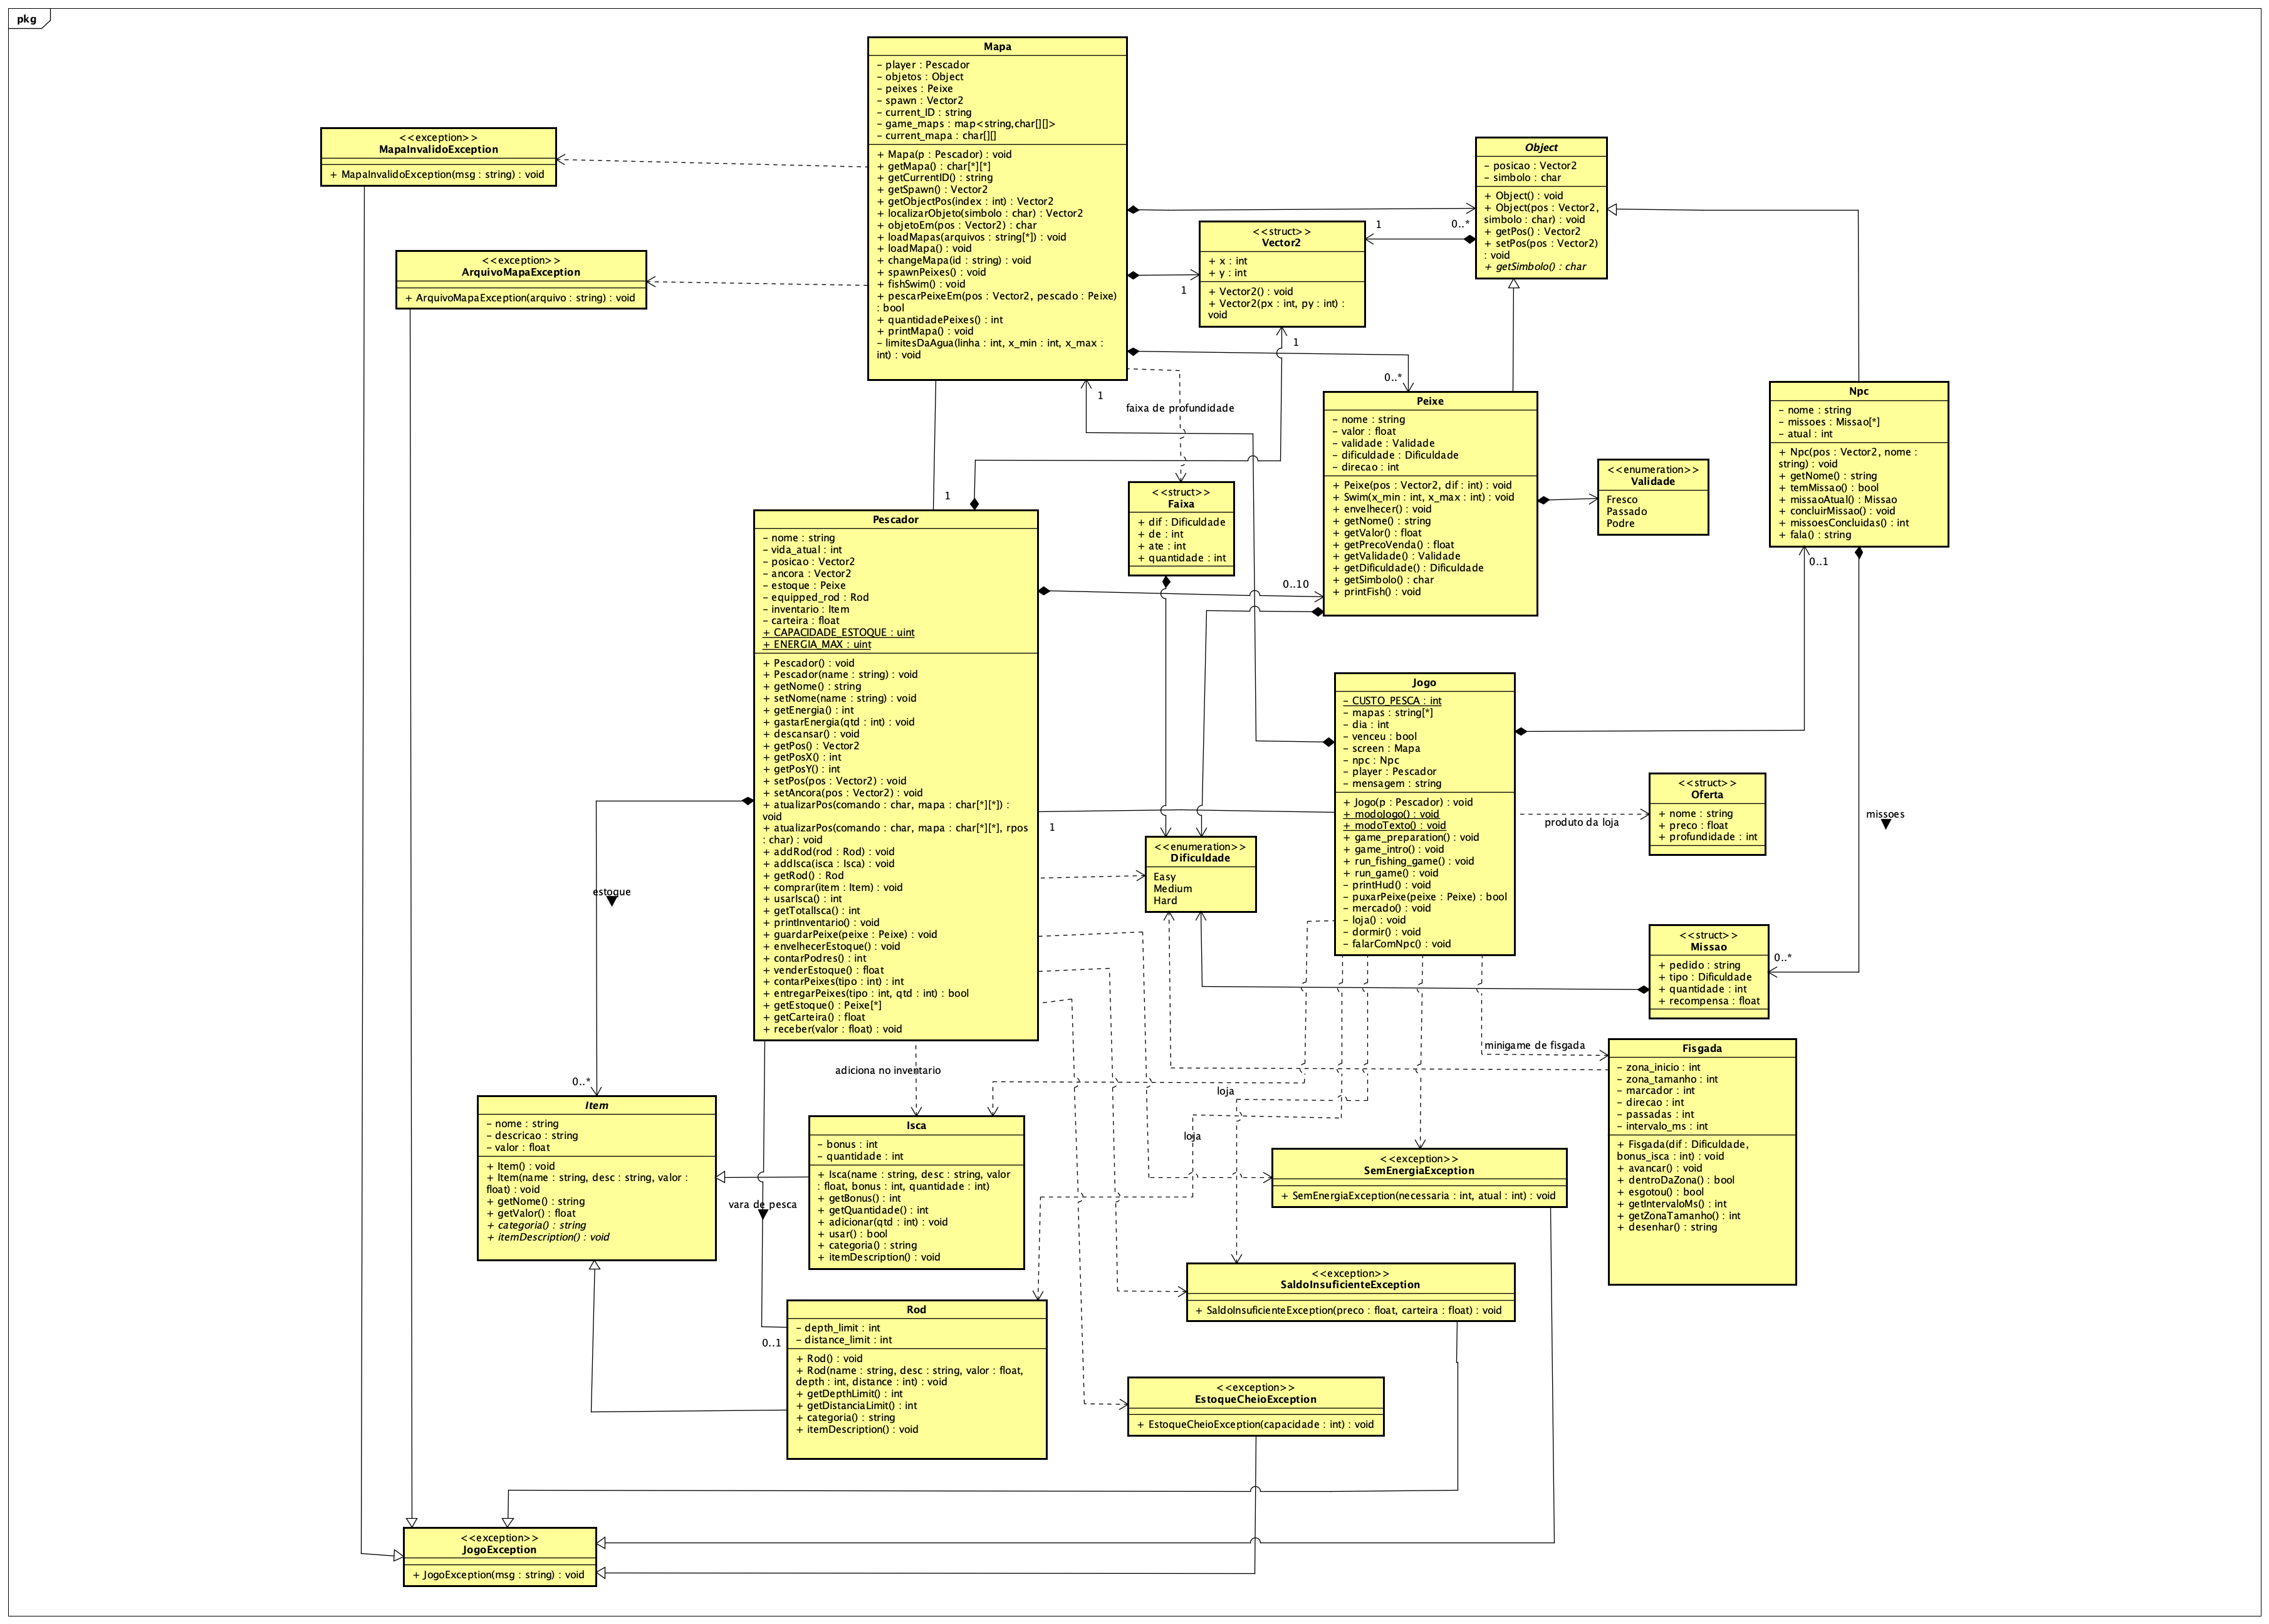 pkg
Mapa
– player : Pescador
– objetos : Object
– peixes : Peixe
– spawn : Vector2
– current_ID : string
– game_maps : map<string,char[][]>
– current_mapa : char[][]
+ Mapa(p : Pescador) : void
+ getMapa() : char[*][*]
+ getCurrentID() : string
+ getSpawn() : Vector2
+ getObjectPos(index : int) : Vector2
+ localizarObjeto(simbolo : char) : Vector2
+ objetoEm(pos : Vector2) : char
+ loadMapas(arquivos : string[*]) : void
+ loadMapa() : void
+ changeMapa(id : string) : void
+ spawnPeixes() : void
+ fishSwim() : void
+ pescarPeixeEm(pos : Vector2, pescado : Peixe)
: bool
+ quantidadePeixes() : int
+ printMapa() : void
– limitesDaAgua(linha : int, x_min : int, x_max :
int) : void
<<exception>>
MapaInvalidoException
+ MapaInvalidoException(msg : string) : void
<<exception>>
ArquivoMapaException
+ ArquivoMapaException(arquivo : string) : void
Object
– posicao : Vector2
– simbolo : char
+ Object() : void
+ Object(pos : Vector2,
simbolo : char) : void
+ getPos() : Vector2
+ setPos(pos : Vector2)
: void
+ getSimbolo() : char
1
0..*
<<struct>>
Vector2
+ x : int
+ y : int
+ Vector2() : void
+ Vector2(px : int, py : int) :
void
1
1
0..*
1
faixa de profundidade
Peixe
– nome : string
– valor : float
– validade : Validade
– dificuldade : Dificuldade
– direcao : int
+ Peixe(pos : Vector2, dif : int) : void
+ Swim(x_min : int, x_max : int) : void
+ envelhecer() : void
+ getNome() : string
+ getValor() : float
+ getPrecoVenda() : float
+ getValidade() : Validade
+ getDificuldade() : Dificuldade
+ getSimbolo() : char
+ printFish() : void
Npc
– nome : string
– missoes : Missao[*]
– atual : int
+ Npc(pos : Vector2, nome :
string) : void
+ getNome() : string
+ temMissao() : bool
+ missaoAtual() : Missao
+ concluirMissao() : void
+ missoesConcluidas() : int
+ fala() : string
<<enumeration>>
Validade
Fresco
Passado
Podre
0..1
<<struct>>
Faixa
+ dif : Dificuldade
+ de : int
+ ate : int
+ quantidade : int
1
0..10
Pescador
– nome : string
– vida_atual : int
– posicao : Vector2
– ancora : Vector2
– estoque : Peixe
– equipped_rod : Rod
– inventario : Item
– carteira : float
+ CAPACIDADE_ESTOQUE : uint
+ ENERGIA_MAX : uint
+ Pescador() : void
+ Pescador(name : string) : void
+ getNome() : string
+ setNome(name : string) : void
+ getEnergia() : int
+ gastarEnergia(qtd : int) : void
+ descansar() : void
+ getPos() : Vector2
+ getPosX() : int
+ getPosY() : int
+ setPos(pos : Vector2) : void
+ setAncora(pos : Vector2) : void
+ atualizarPos(comando : char, mapa : char[*][*]) :
void
+ atualizarPos(comando : char, mapa : char[*][*], rpos
: char) : void
+ addRod(rod : Rod) : void
+ addIsca(isca : Isca) : void
+ getRod() : Rod
+ comprar(item : Item) : void
+ usarIsca() : int
+ getTotalIsca() : int
+ printInventario() : void
+ guardarPeixe(peixe : Peixe) : void
+ envelhecerEstoque() : void
+ contarPodres() : int
+ venderEstoque() : float
+ contarPeixes(tipo : int) : int
+ entregarPeixes(tipo : int, qtd : int) : bool
+ getEstoque() : Peixe[*]
+ getCarteira() : float
+ receber(valor : float) : void
1
Jogo
– CUSTO_PESCA : int
– mapas : string[*]
– dia : int
– venceu : bool
– screen : Mapa
– npc : Npc
– player : Pescador
– mensagem : string
+ Jogo(p : Pescador) : void
+ modoJogo() : void
+ modoTexto() : void
+ game_preparation() : void
+ game_intro() : void
+ run_fishing_game() : void
+ run_game() : void
– printHud() : void
– puxarPeixe(peixe : Peixe) : bool
– mercado() : void
– loja() : void
– dormir() : void
– falarComNpc() : void
<<struct>>
Oferta
+ nome : string
+ preco : float
+ profundidade : int
produto da loja
missoes
<<enumeration>>
Dificuldade
Easy
Medium
Hard
<<struct>>
Missao
+ pedido : string
+ tipo : Dificuldade
+ quantidade : int
+ recompensa : float
0..*
estoque
0..*
adiciona no inventario
loja
loja
minigame de fisgada
Fisgada
– zona_inicio : int
– zona_tamanho : int
– marcador : int
– direcao : int
– passadas : int
– intervalo_ms : int
+ Fisgada(dif : Dificuldade,
bonus_isca : int) : void
+ avancar() : void
+ dentroDaZona() : bool
+ esgotou() : bool
+ getIntervaloMs() : int
+ getZonaTamanho() : int
+ desenhar() : string
Item
– nome : string
– descricao : string
– valor : float
+ Item() : void
+ Item(name : string, desc : string, valor :
float) : void
+ getNome() : string
+ getValor() : float
+ categoria() : string
+ itemDescription() : void
vara de pesca
Isca
– bonus : int
– quantidade : int
+ Isca(name : string, desc : string, valor
: float, bonus : int, quantidade : int)
+ getBonus() : int
+ getQuantidade() : int
+ adicionar(qtd : int) : void
+ usar() : bool
+ categoria() : string
+ itemDescription() : void
<<exception>>
SemEnergiaException
+ SemEnergiaException(necessaria : int, atual : int) : void
<<exception>>
SaldoInsuficienteException
+ SaldoInsuficienteException(preco : float, carteira : float) : void
0..1
Rod
– depth_limit : int
– distance_limit : int
+ Rod() : void
+ Rod(name : string, desc : string, valor : float,
depth : int, distance : int) : void
+ getDepthLimit() : int
+ getDistanciaLimit() : int
+ categoria() : string
+ itemDescription() : void
<<exception>>
EstoqueCheioException
+ EstoqueCheioException(capacidade : int) : void
<<exception>>
JogoException
+ JogoException(msg : string) : void